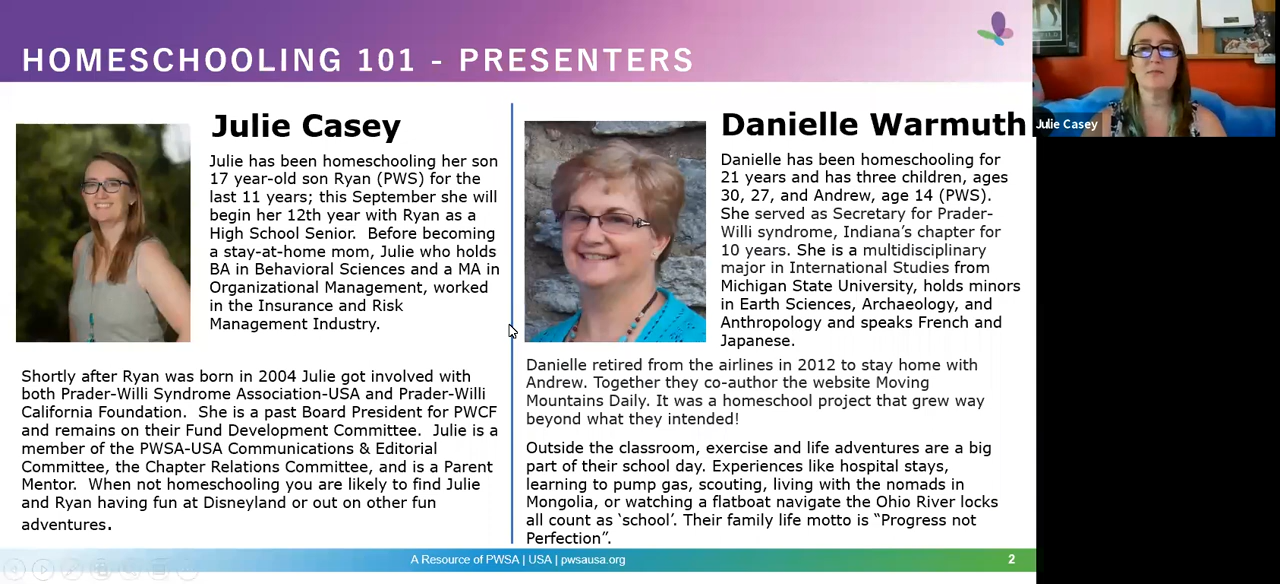 HOMESCHOOLING 101 - PRESENTERS
Julie Casey
Julie has been homeschooling her son
17 year-old son Ryan (PWS) for the
last 11 years; this September she will
begin her 12th year with Ryan as a
High School Senior.  Before becoming
a stay-at-home mom, Julie who holds
BA in Behavioral Sciences and a MA in
Organizational Management, worked
in the Insurance and Risk
Management Industry.
Shortly after Ryan was born in 2004 Julie got involved with
both Prader-Willi Syndrome Association-USA and Prader-Willi
California Foundation.  She is a past Board President for PWCF
and remains on their Fund Development Committee.  Julie is a
member of the PWSA-USA Communications & Editorial
Committee, the Chapter Relations Committee, and is a Parent
Mentor.  When not homeschooling you are likely to find Julie
and Ryan having fun at Disneyland or out on other fun
adventures.
Danielle Warmuth
Danielle has been homeschooling for
21 years and has three children, ages
30, 27, and Andrew, age 14 (PWS).
She served as Secretary for Prader-
Willi syndrome, Indiana's chapter for
10 years. She is a multidisciplinary
major in International Studies from
Michigan State University, holds minors
in Earth Sciences, Archaeology, and
Anthropology and speaks French and
Japanese.
Danielle retired from the airlines in 2012 to stay home with
Andrew. Together they co-author the website Moving
Mountains Daily. It was a homeschool project that grew way
beyond what they intended!
Outside the classroom, exercise and life adventures are a big
part of their school day. Experiences like hospital stays,
learning to pump gas, scouting, living with the nomads in
Mongolia, or watching a flatboat navigate the Ohio River locks
all count as 'school'. Their family life motto is "Progress not
Perfection".
A Resource of PWSA | USA | pwsausa.org
2
Julie Casey